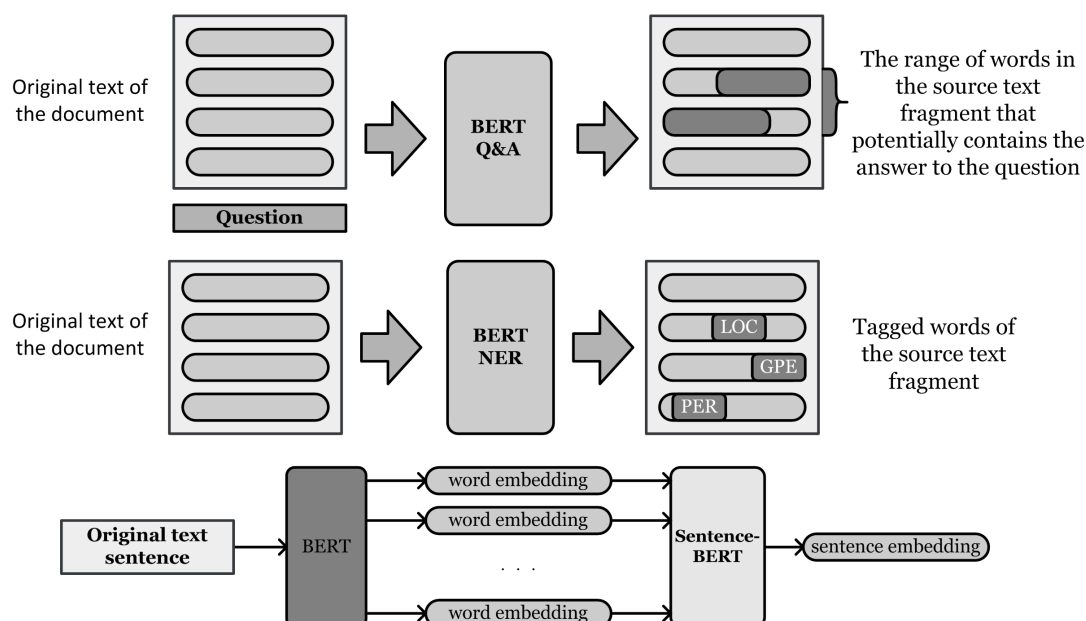 Original text of
the document
Question
BERT
Q&A
The range of words in
the source text
fragment that
potentially contains the
answer to the question
Original text of
the document
BERT
NER
LOC
GPE
PER
Tagged words of
the source text
fragment
Original text
sentence
BERT
word embedding
word embedding
. . .
word embedding
Sentence-
BERT
sentence embedding